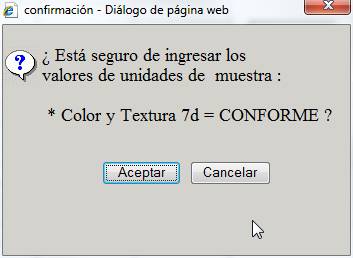 confirmación - Diálogo de página web
¿ Está seguro de ingresar los
valores de unidades de muestra :
* Color y Textura 7d = CONFORME ?
Aceptar Cancelar